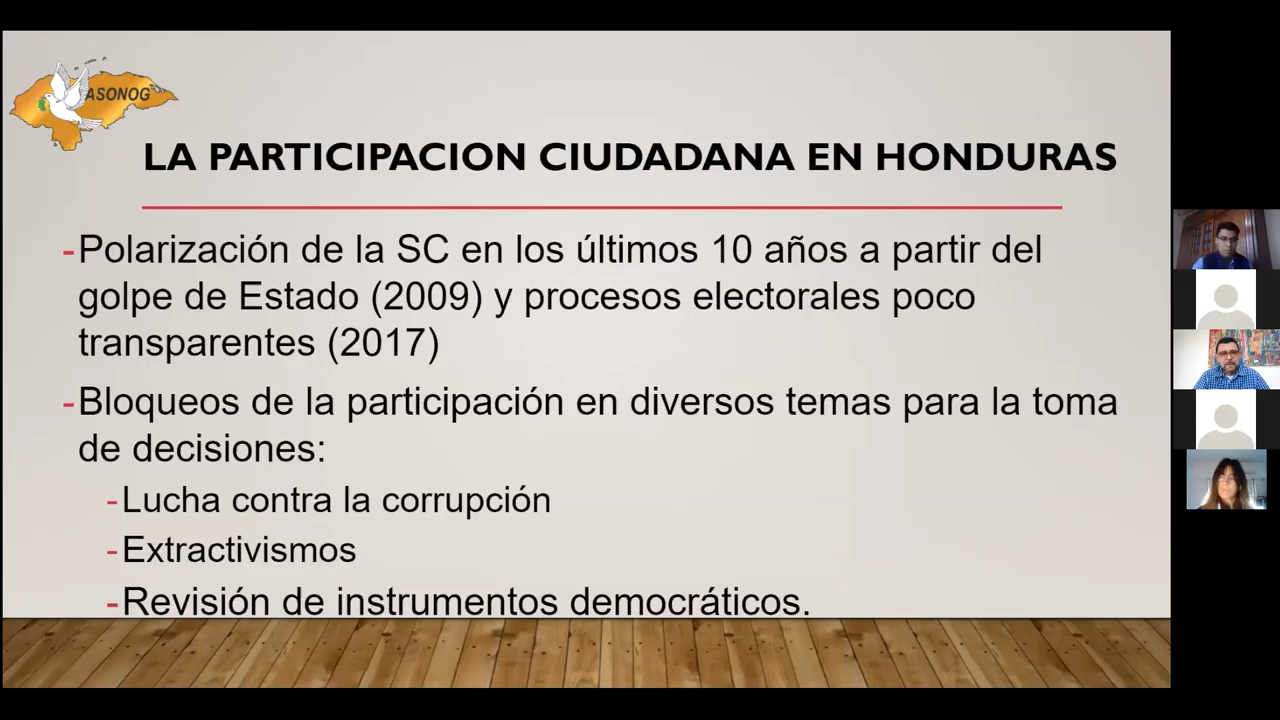 ASONOG
LA PARTICIPACION CIUDADANA EN HONDURAS
-Polarización de la SC en los últimos 10 años a partir del
golpe de Estado (2009) y procesos electorales poco
transparentes (2017)
-Bloqueos de la participación en diversos temas para la toma
de decisiones:
-Lucha contra la corrupción
-Extractivismos
-Revisión de instrumentos democráticos.